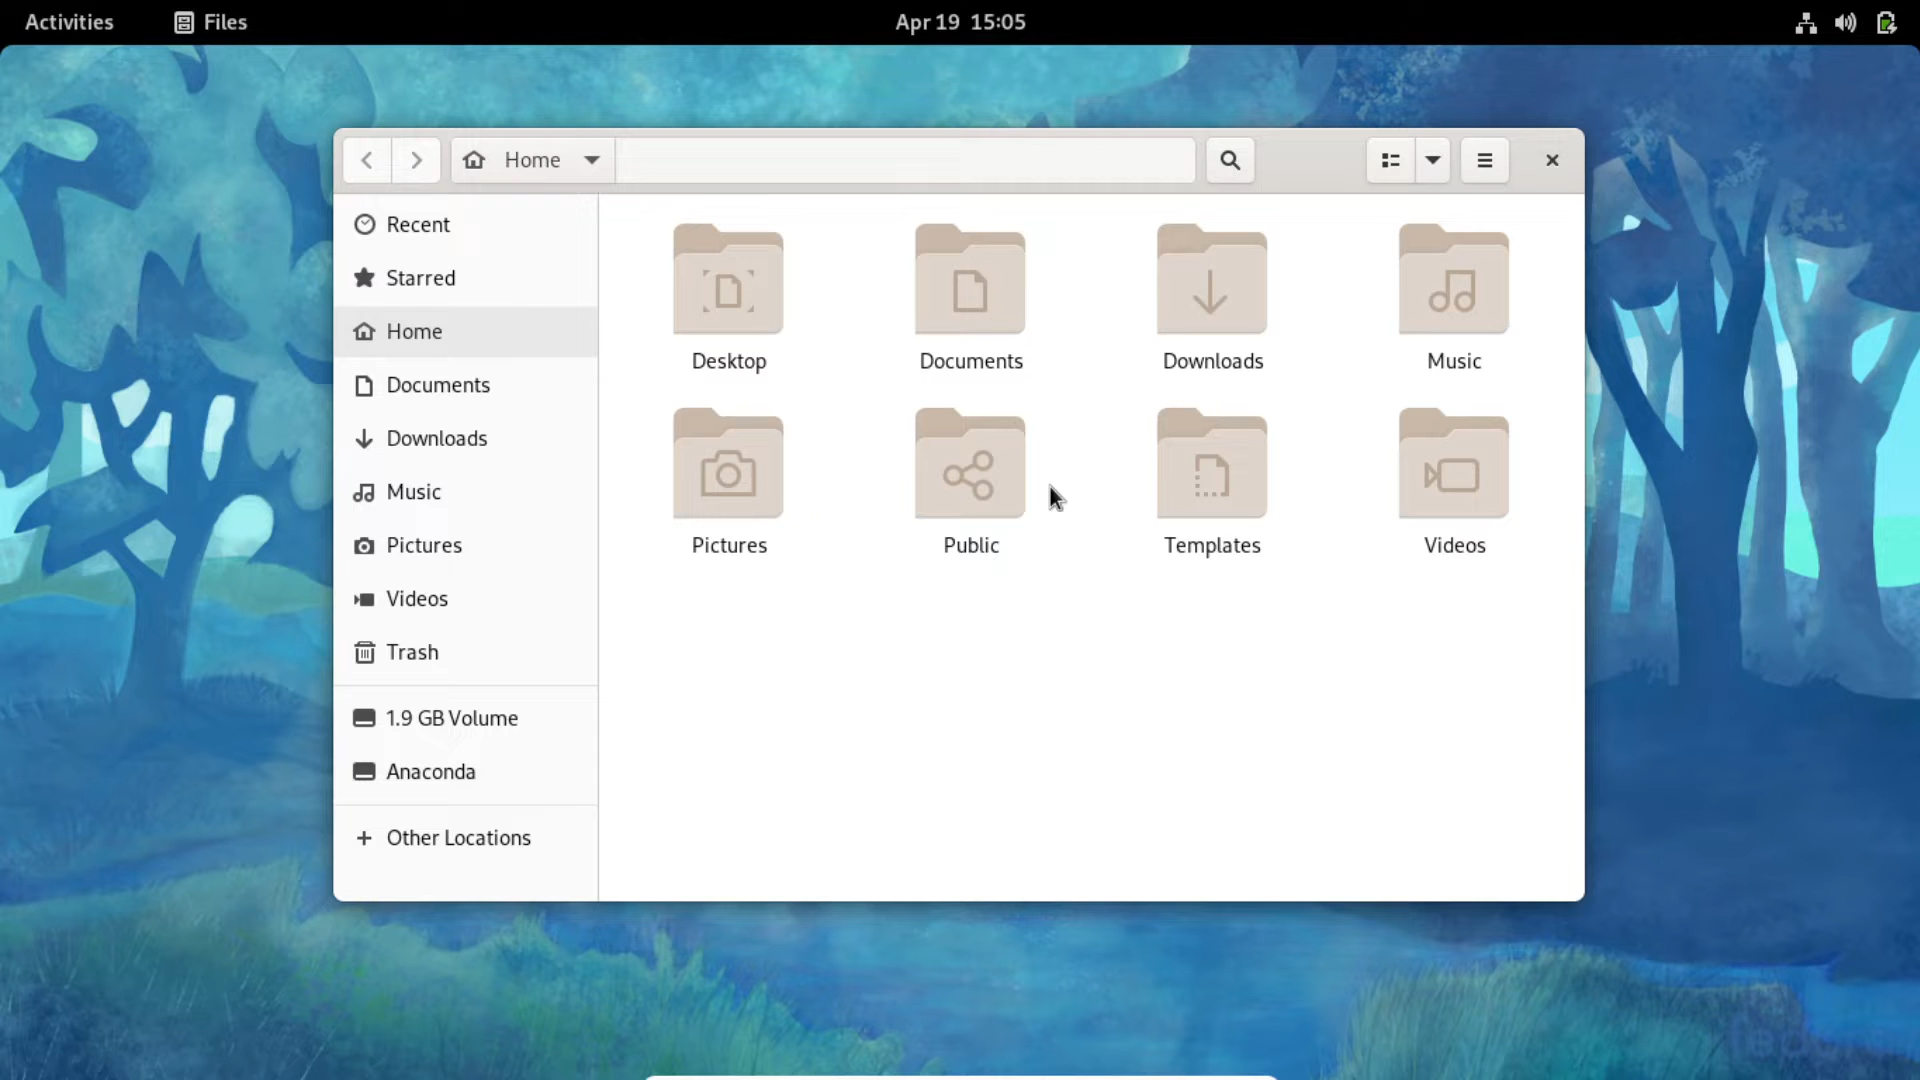 Activities Files Apr 19 15:05
Home
Recent
Starred
Home
Documents
Downloads
Music
Pictures
Videos
Trash
1.9 GB Volume
Anaconda
Other Locations
Desktop Documents Downloads Music
Pictures Public Templates Videos